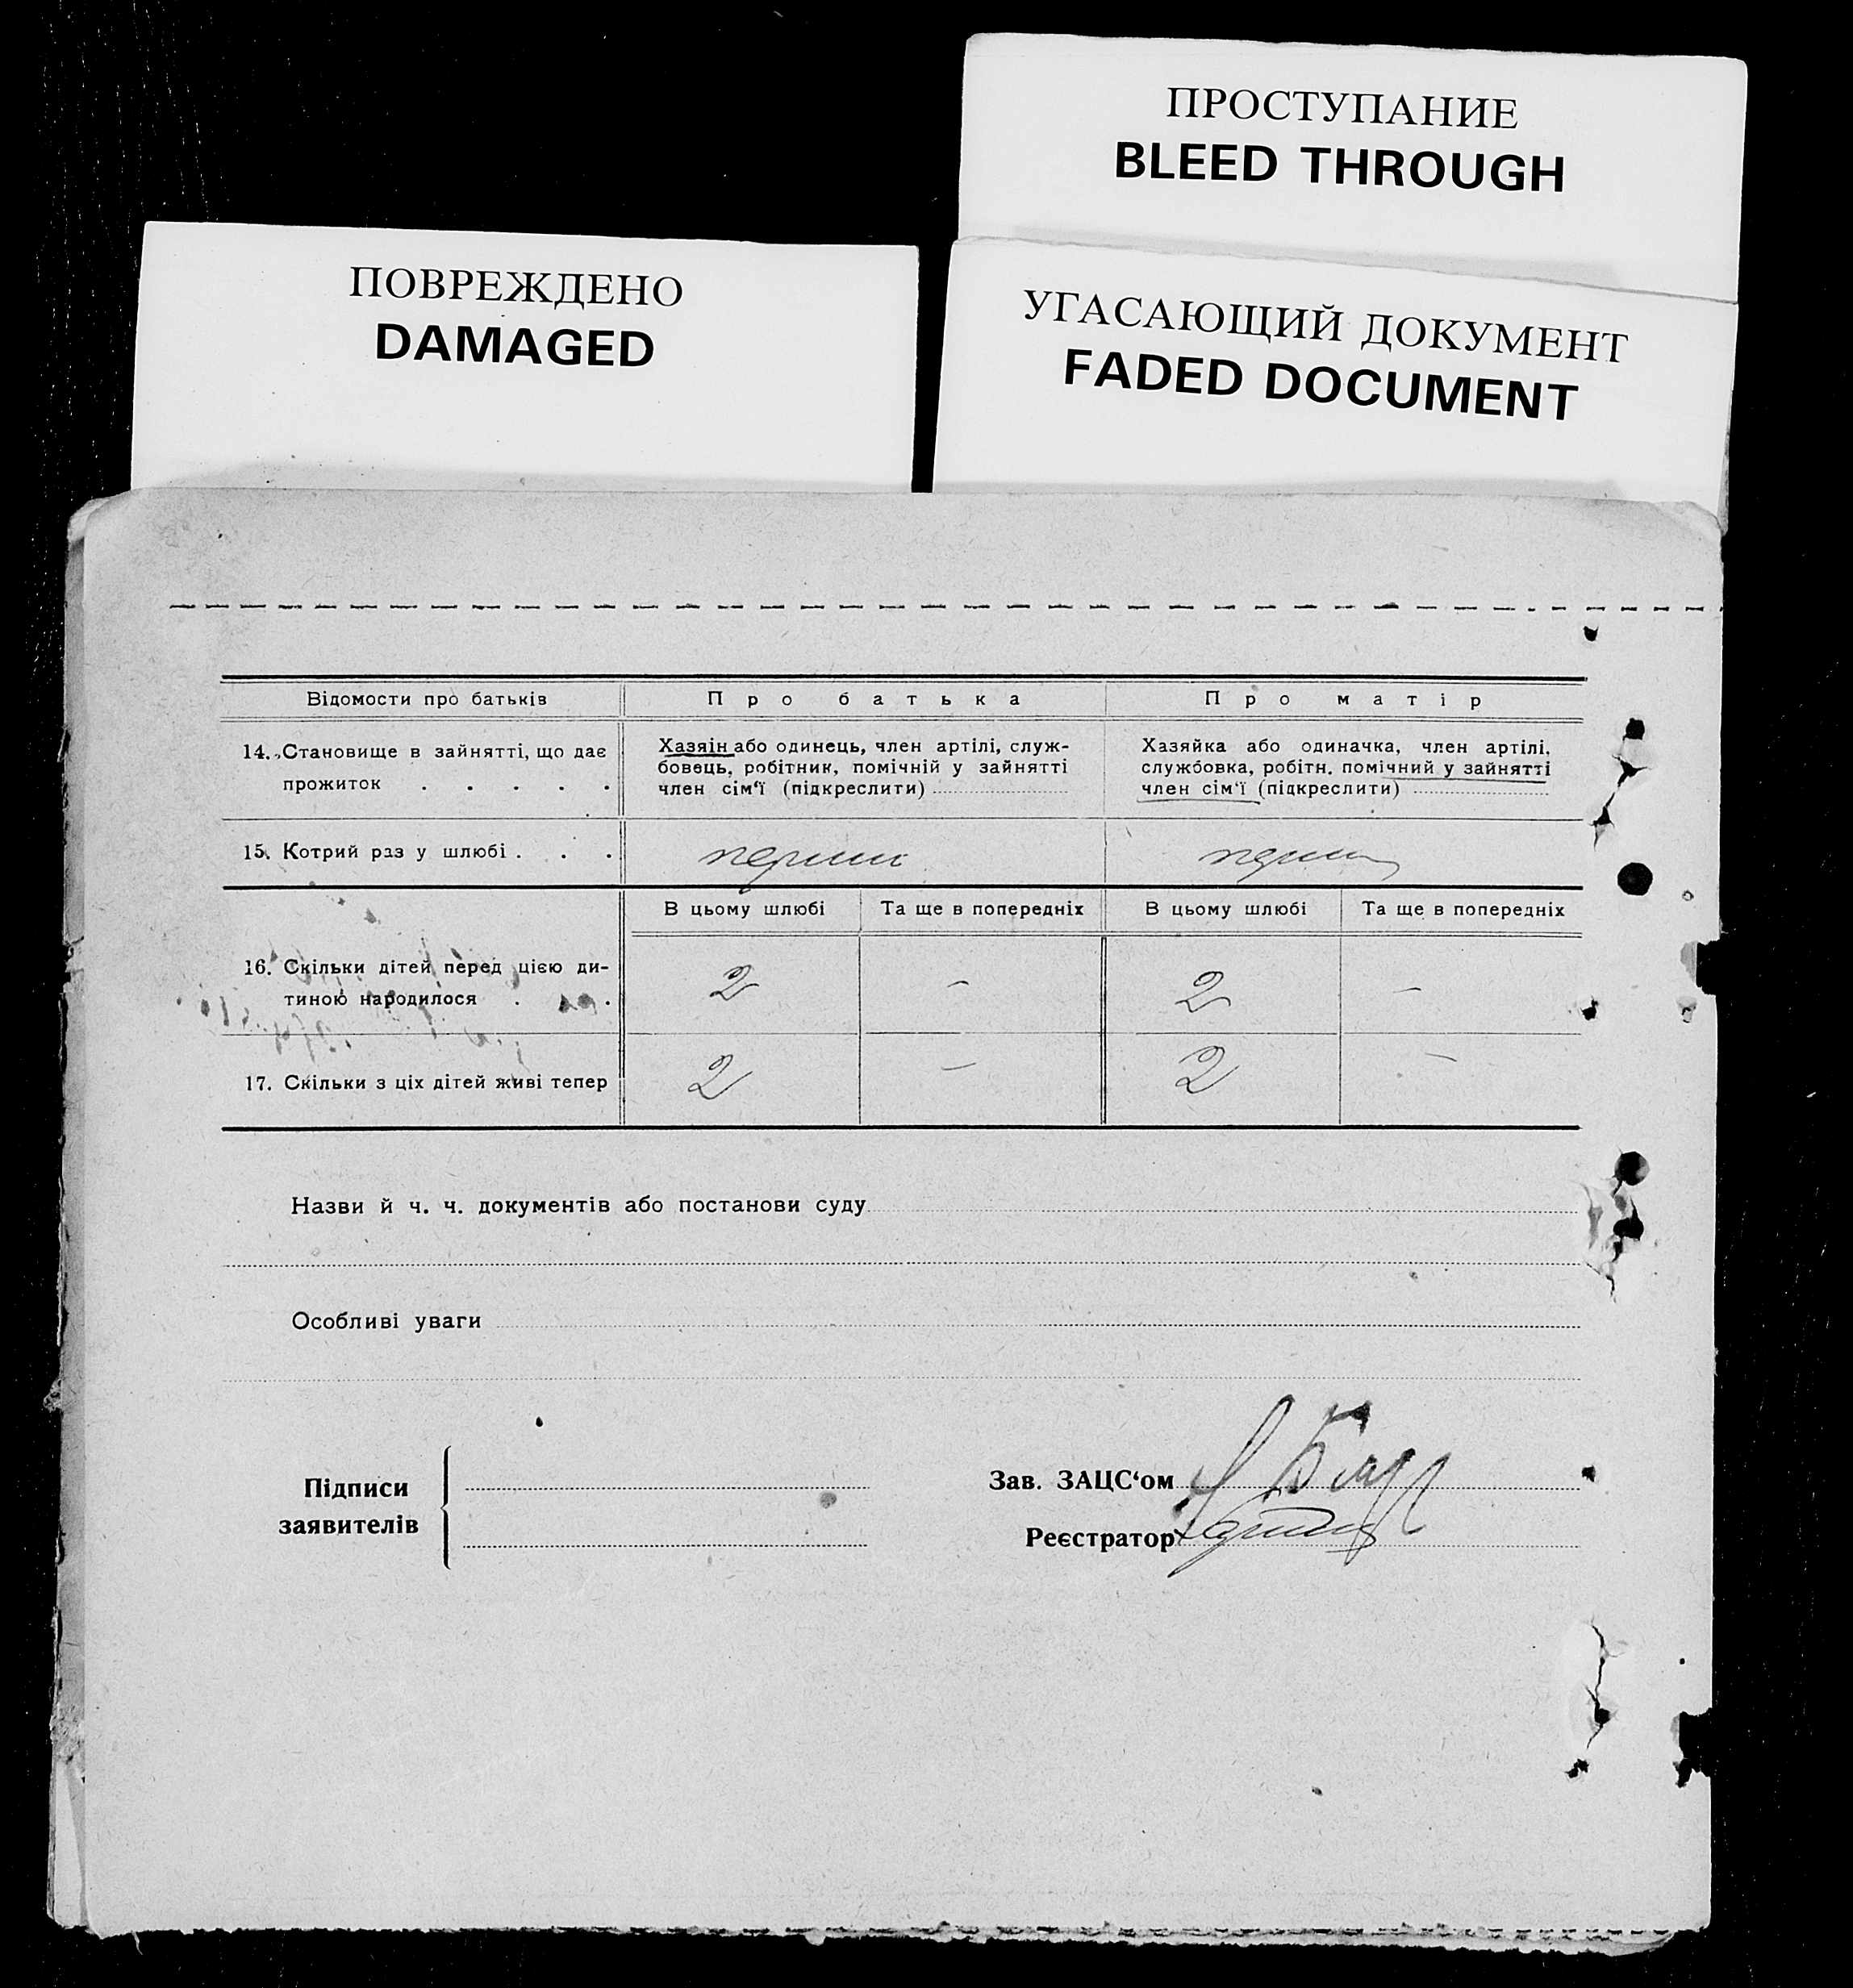 ПРОСТУПАНИЕ
BLEED THROUGH
ПОВРЕЖДЕНО
DAMAGED
УГАСАЮЩИЙ ДОКУМЕНТ
FADED DOCUMENT
Відомости про батьків
Про батька
Про матір
14. Становище в зайнятті, що дає
прожиток . . . . .
Хазяін або одинець, член артілі, служ-
бовець, робітник, помічній у зайнятті
член сім'ї (підкреслити)
Хазяйка або одиначка, член артілі,
службовка, робітн. помічний у зайнятті
член сім'ї (підкреслити)
15. Котрий раз у шлюбі . . .
перший
перший
В цьому шлюбі
Та ще в попередніх
В цьому шлюбі
Та ще в попередніх
16. Скільки дітей перед цією ди-
тиною народилося . . .
2 – 2 –
17. Скільки з ціх дітей живі тепер
2 – 2 –
Назви й ч. ч. документів або постанови суду
Особливі уваги
Підписи
заявителів
Зав. ЗАЦС'ом
Реєстратор